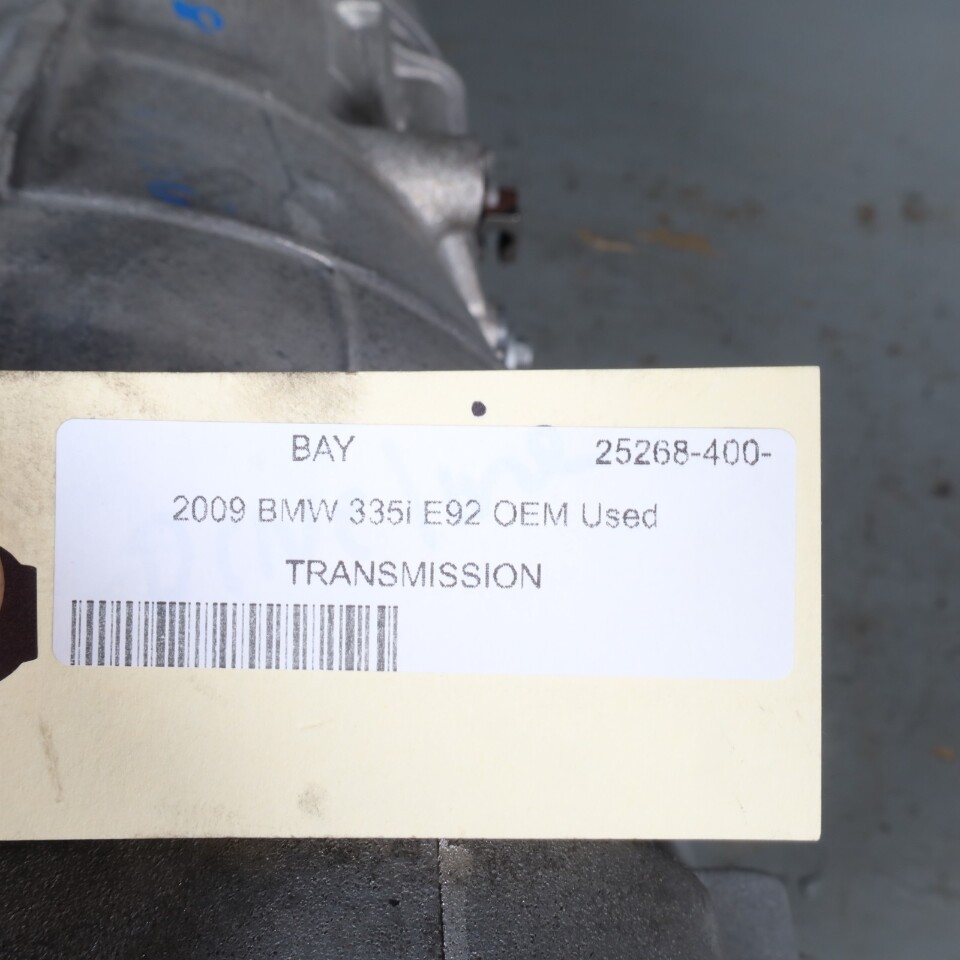 BAY 25268-400-
2009 BMW 335i E92 OEM Used
TRANSMISSION